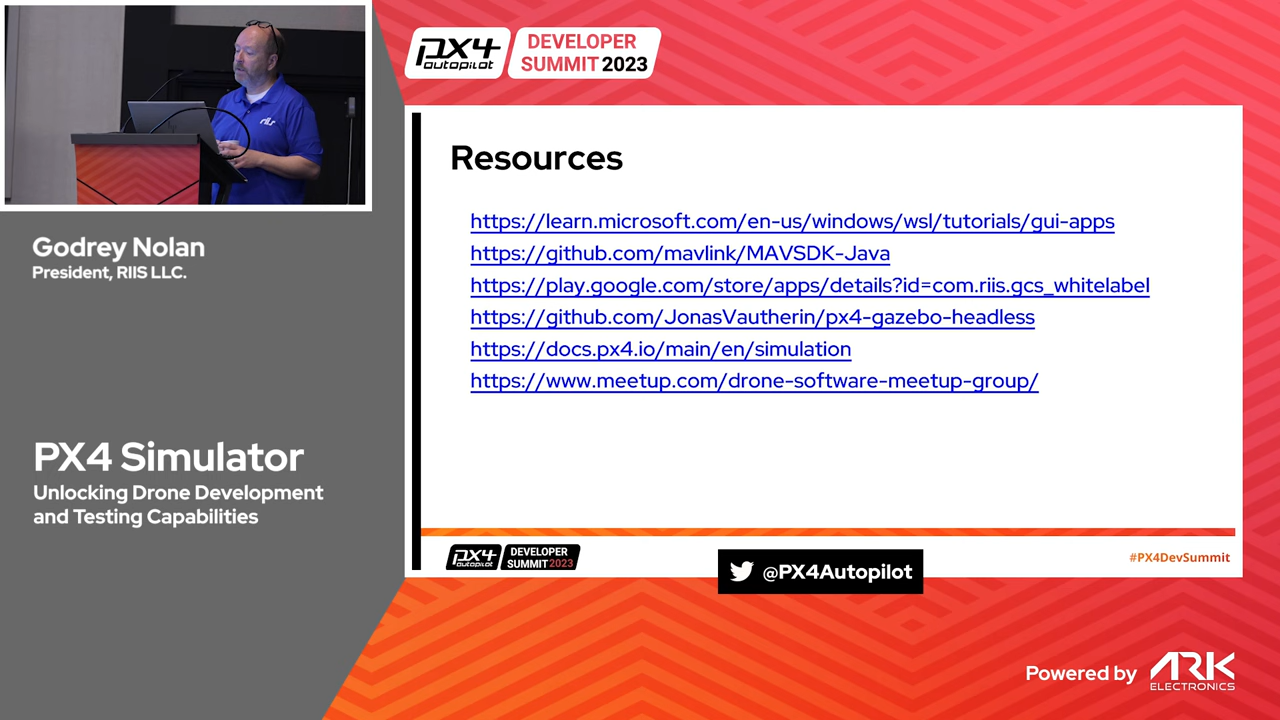 PX4 autopilot
DEVELOPER
SUMMIT 2023
riis
Godrey Nolan
President, RIIS LLC.
PX4 Simulator
Unlocking Drone Development
and Testing Capabilities
Resources
https://learn.microsoft.com/en-us/windows/wsl/tutorials/gui-apps
https://github.com/mavlink/MAVSDK-Java
https://play.google.com/store/apps/details?id=com.riis.gcs_whitelabel
https://github.com/JonasVautherin/px4-gazebo-headless
https://docs.px4.io/main/en/simulation
https://www.meetup.com/drone-software-meetup-group/
PX4 autopilot
DEVELOPER
SUMMIT 2023
@PX4Autopilot
#PX4DevSummit
Powered by ARK
ELECTRONICS